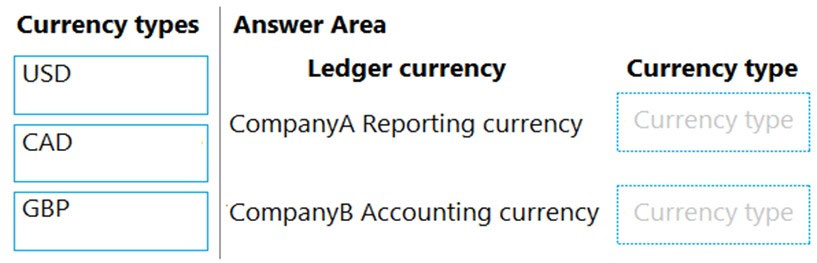 Currency types
USD
CAD
GBP
Answer Area
Ledger currency Currency type
CompanyA Reporting currency Currency type
CompanyB Accounting currency Currency type